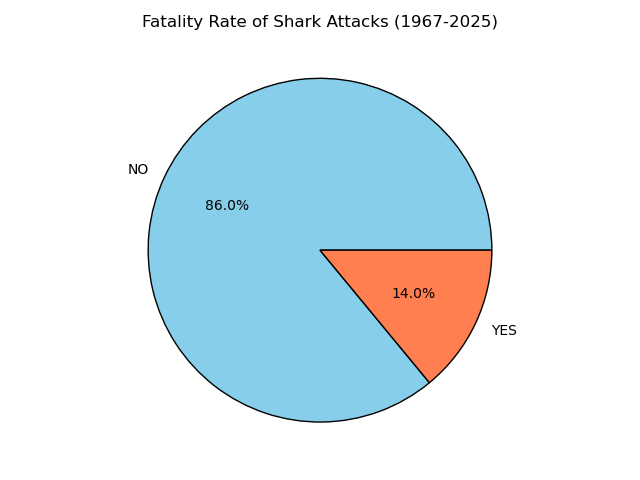 Fatality Rate of Shark Attacks (1967-2025)
NO
86.0%
14.0%
YES